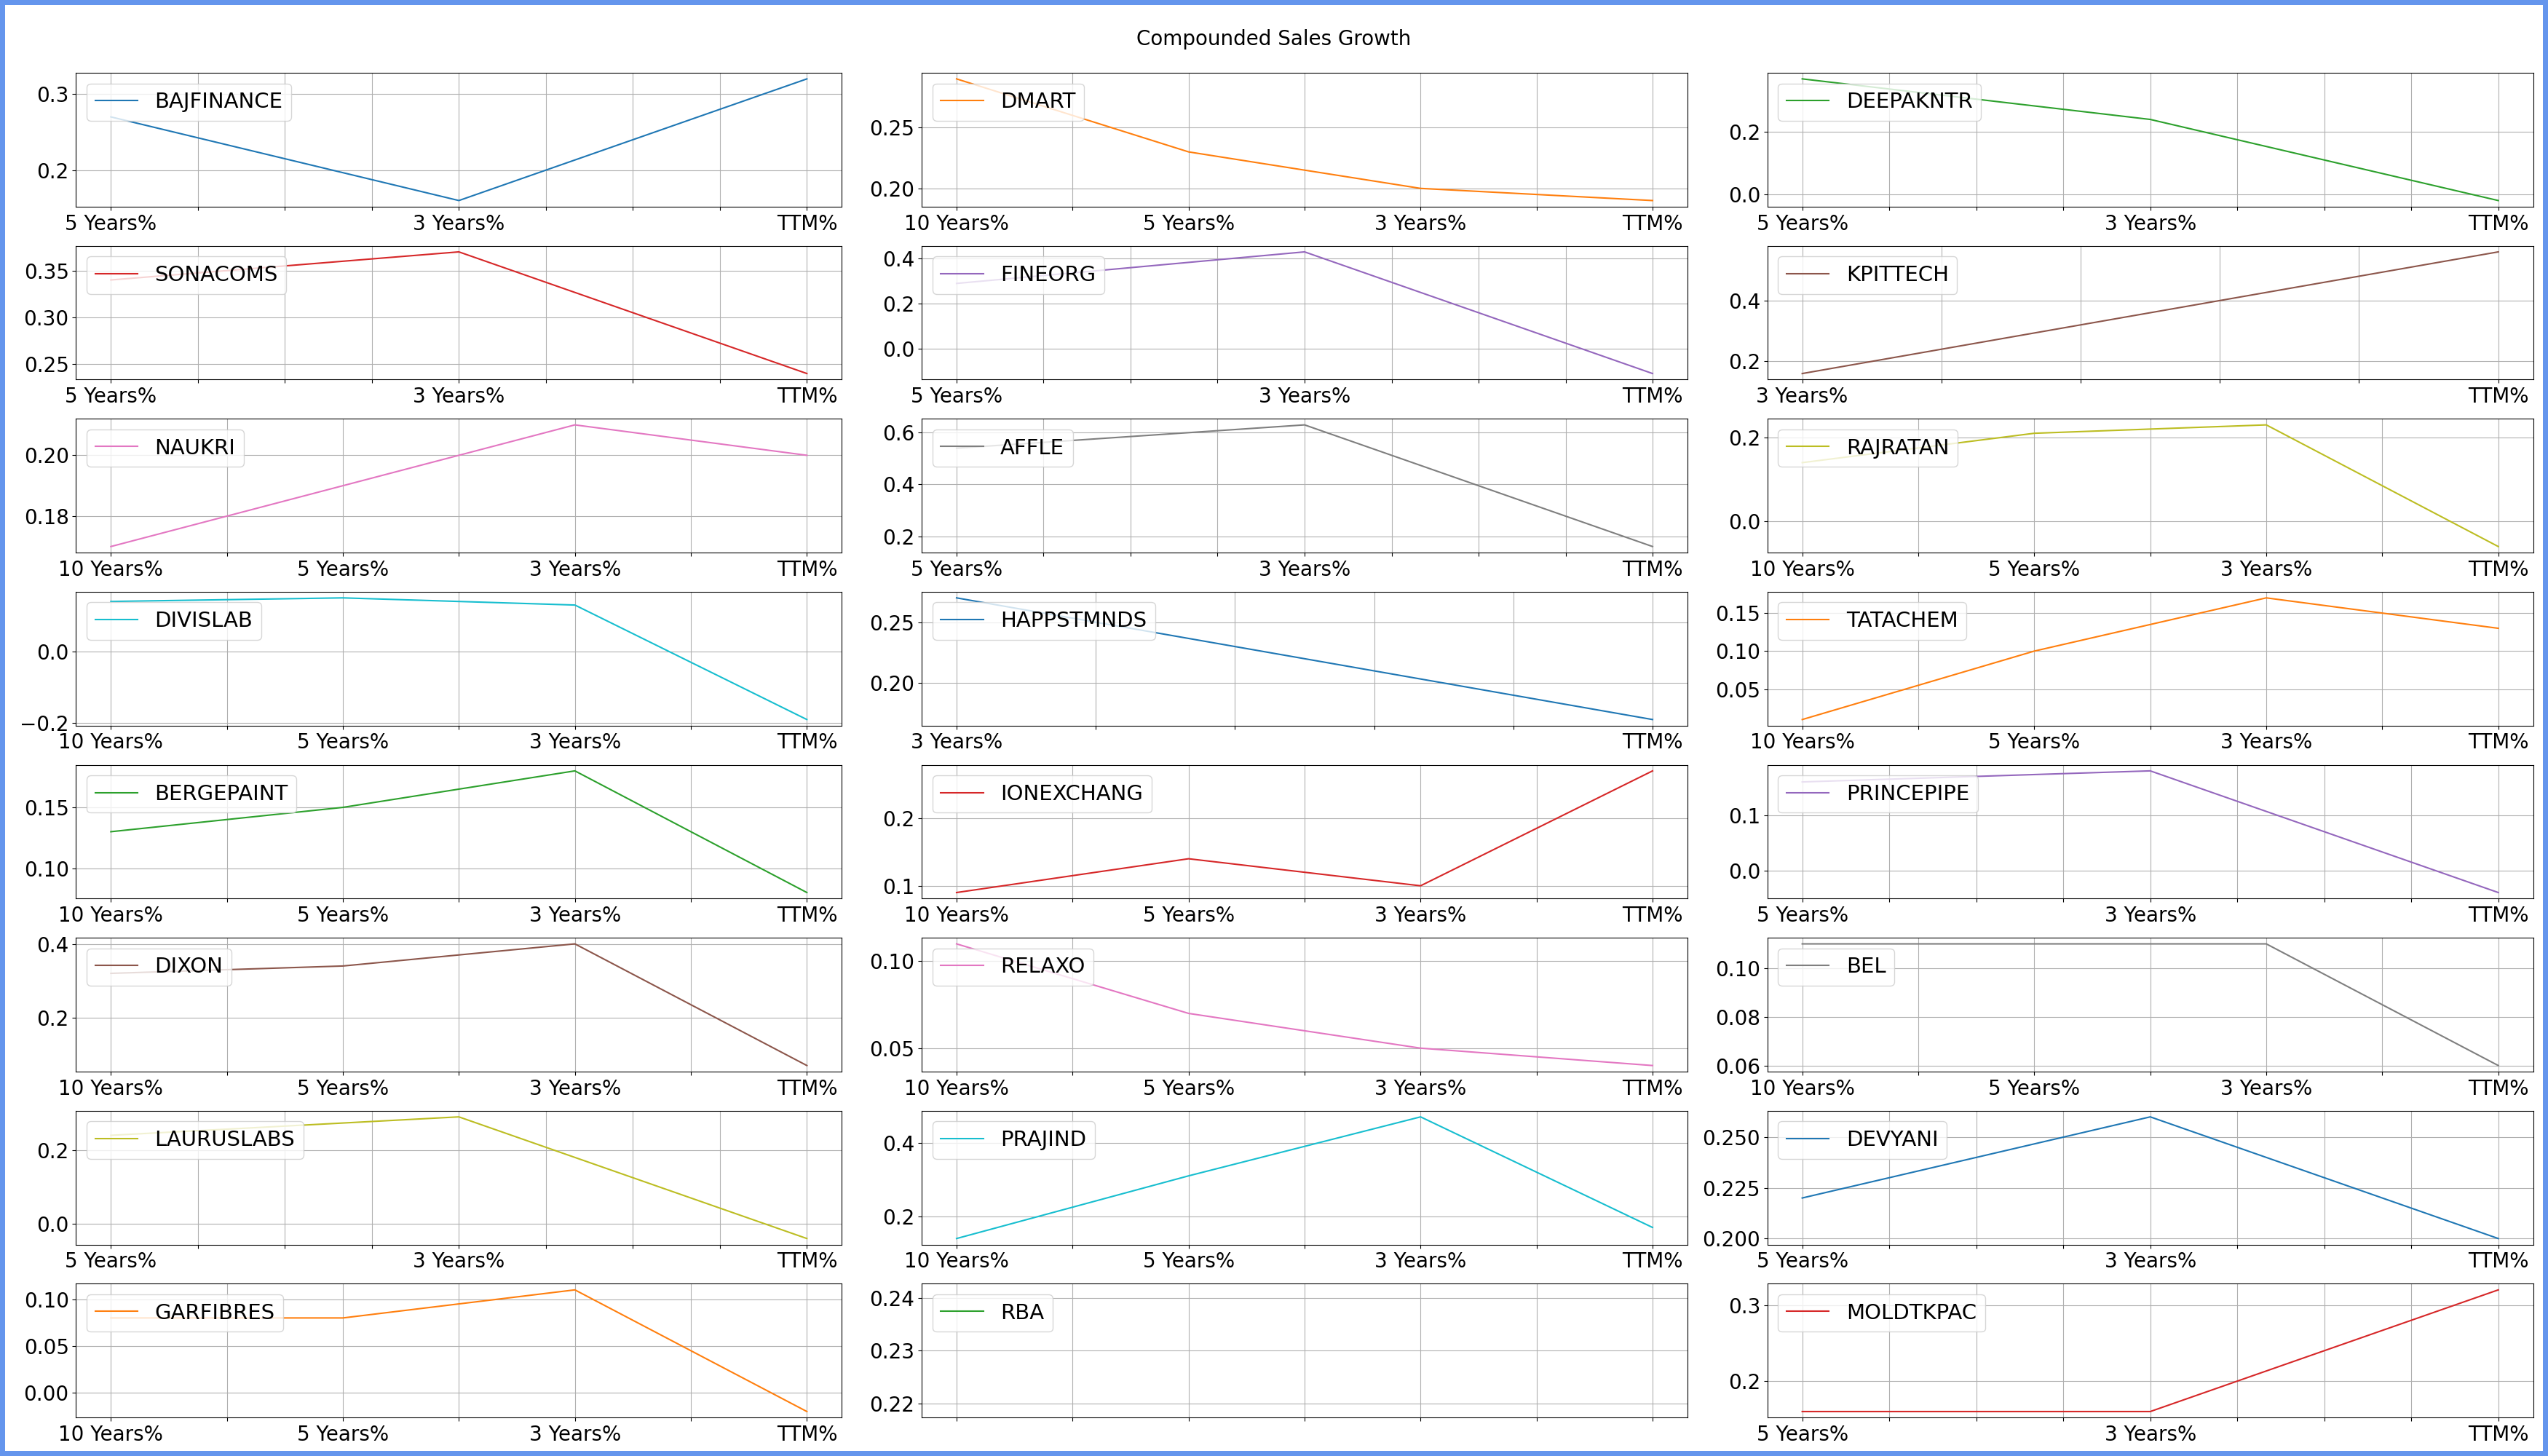 Compounded Sales Growth
BAJFINANCE
0.3
0.2
5 Years% 3 Years% TTM%
DMART
0.25
0.20
10 Years% 5 Years% 3 Years% TTM%
DEEPAKNTR
0.2
0.0
5 Years% 3 Years% TTM%
SONACOMS
0.35
0.30
0.25
5 Years% 3 Years% TTM%
FINEORG
0.4
0.2
0.0
5 Years% 3 Years% TTM%
KPITTECH
0.4
0.2
3 Years% TTM%
NAUKRI
0.20
0.18
10 Years% 5 Years% 3 Years% TTM%
AFFLE
0.6
0.4
0.2
5 Years% 3 Years% TTM%
RAJRATAN
0.2
0.0
10 Years% 5 Years% 3 Years% TTM%
DIVISLAB
0.0
−0.2
10 Years% 5 Years% 3 Years% TTM%
HAPPSTMNDS
0.25
0.20
3 Years% TTM%
TATACHEM
0.15
0.10
0.05
10 Years% 5 Years% 3 Years% TTM%
BERGEPAINT
0.15
0.10
10 Years% 5 Years% 3 Years% TTM%
IONEXCHANG
0.2
0.1
10 Years% 5 Years% 3 Years% TTM%
PRINCEPIPE
0.1
0.0
5 Years% 3 Years% TTM%
DIXON
0.4
0.2
10 Years% 5 Years% 3 Years% TTM%
RELAXO
0.10
0.05
10 Years% 5 Years% 3 Years% TTM%
BEL
0.10
0.08
0.06
10 Years% 5 Years% 3 Years% TTM%
LAURUSLABS
0.2
0.0
5 Years% 3 Years% TTM%
PRAJIND
0.4
0.2
10 Years% 5 Years% 3 Years% TTM%
DEVYANI
0.250
0.225
0.200
5 Years% 3 Years% TTM%
GARFIBRES
0.10
0.05
0.00
10 Years% 5 Years% 3 Years% TTM%
RBA
0.24
0.23
0.22
MOLDTKPAC
0.3
0.2
5 Years% 3 Years% TTM%